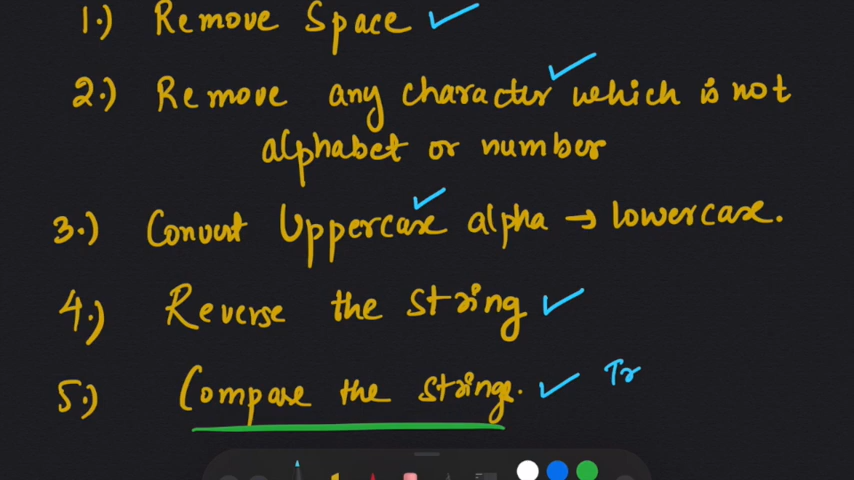 1.) Remove Space
2.) Remove any character which is not
alphabet or number
3.) Convert Uppercase alpha → lowercase.
4.) Reverse the string
5.) Compare the strings. Tr